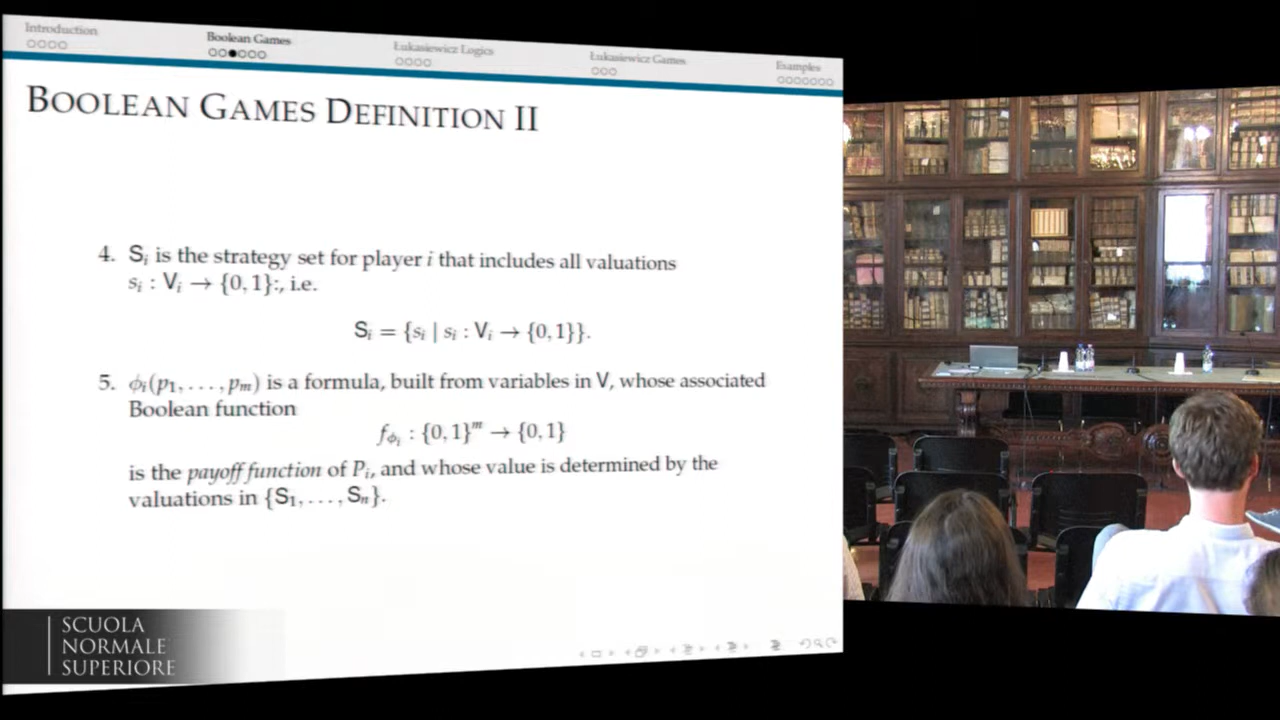 Introduction
Boolean Games
Łukasiewicz Logics
Łukasiewicz Games
Examples
BOOLEAN GAMES DEFINITION II
4. Sᵢ is the strategy set for player i that includes all valuations
sᵢ : Vᵢ → {0, 1}:, i.e.
Sᵢ = {sᵢ | sᵢ : Vᵢ → {0, 1}}.
5. ϕᵢ(p₁, . . . , pₘ) is a formula, built from variables in V, whose associated
Boolean function
f_ϕᵢ : {0, 1}ᵐ → {0, 1}
is the payoff function of Pᵢ, and whose value is determined by the
valuations in {S₁, . . . , Sₙ}.
SCUOLA
NORMALE
SUPERIORE